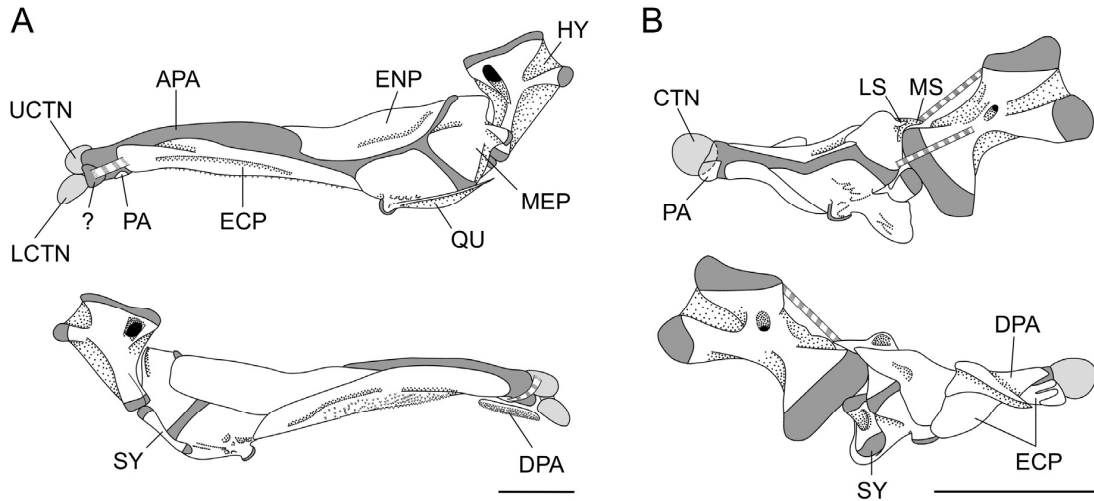 A
HY
APA
ENP
UCTN
?
PA
ECP
QU
MEP
LCTN
SY
DPA
B
CTN
LS
MS
PA
DPA
ECP
SY